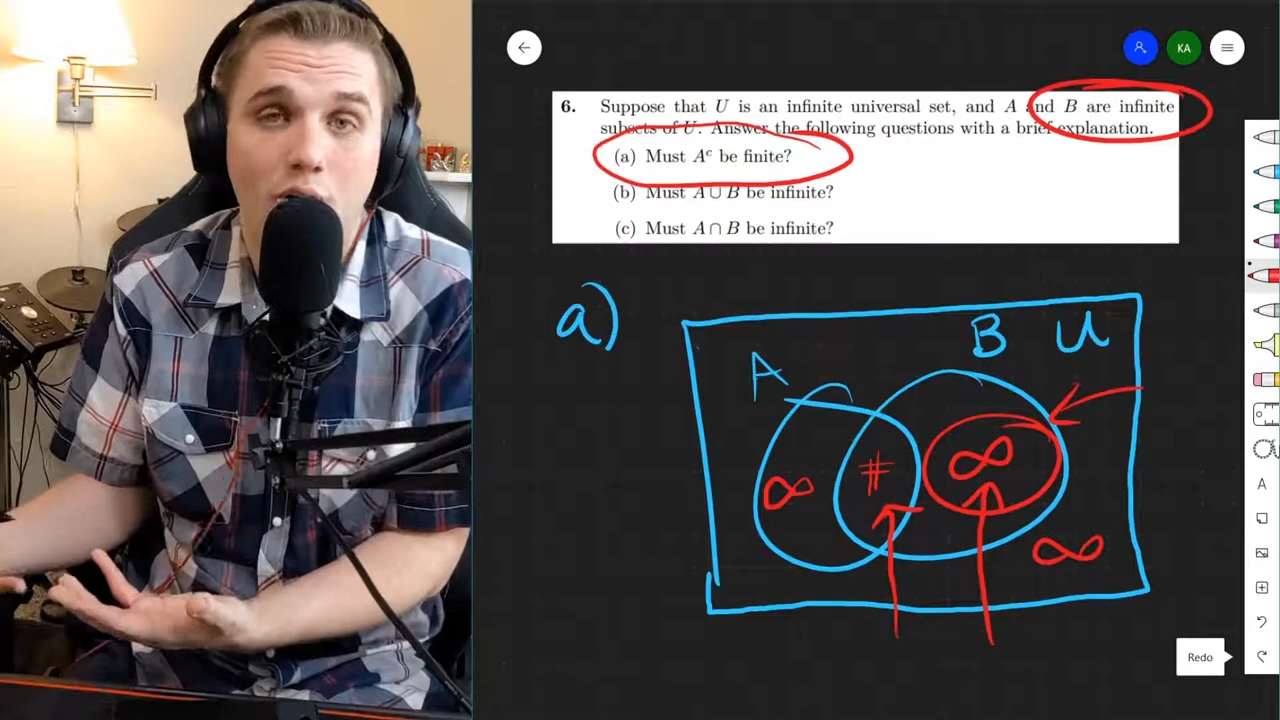 KA
6. Suppose that U is an infinite universal set, and A and B are infinite
subsets of U. Answer the following questions with a brief explanation.
(a) Must Aᶜ be finite?
(b) Must A ∪ B be infinite?
(c) Must A ∩ B be infinite?
a)
A
B
U
∞ # ∞
∞
A
Redo